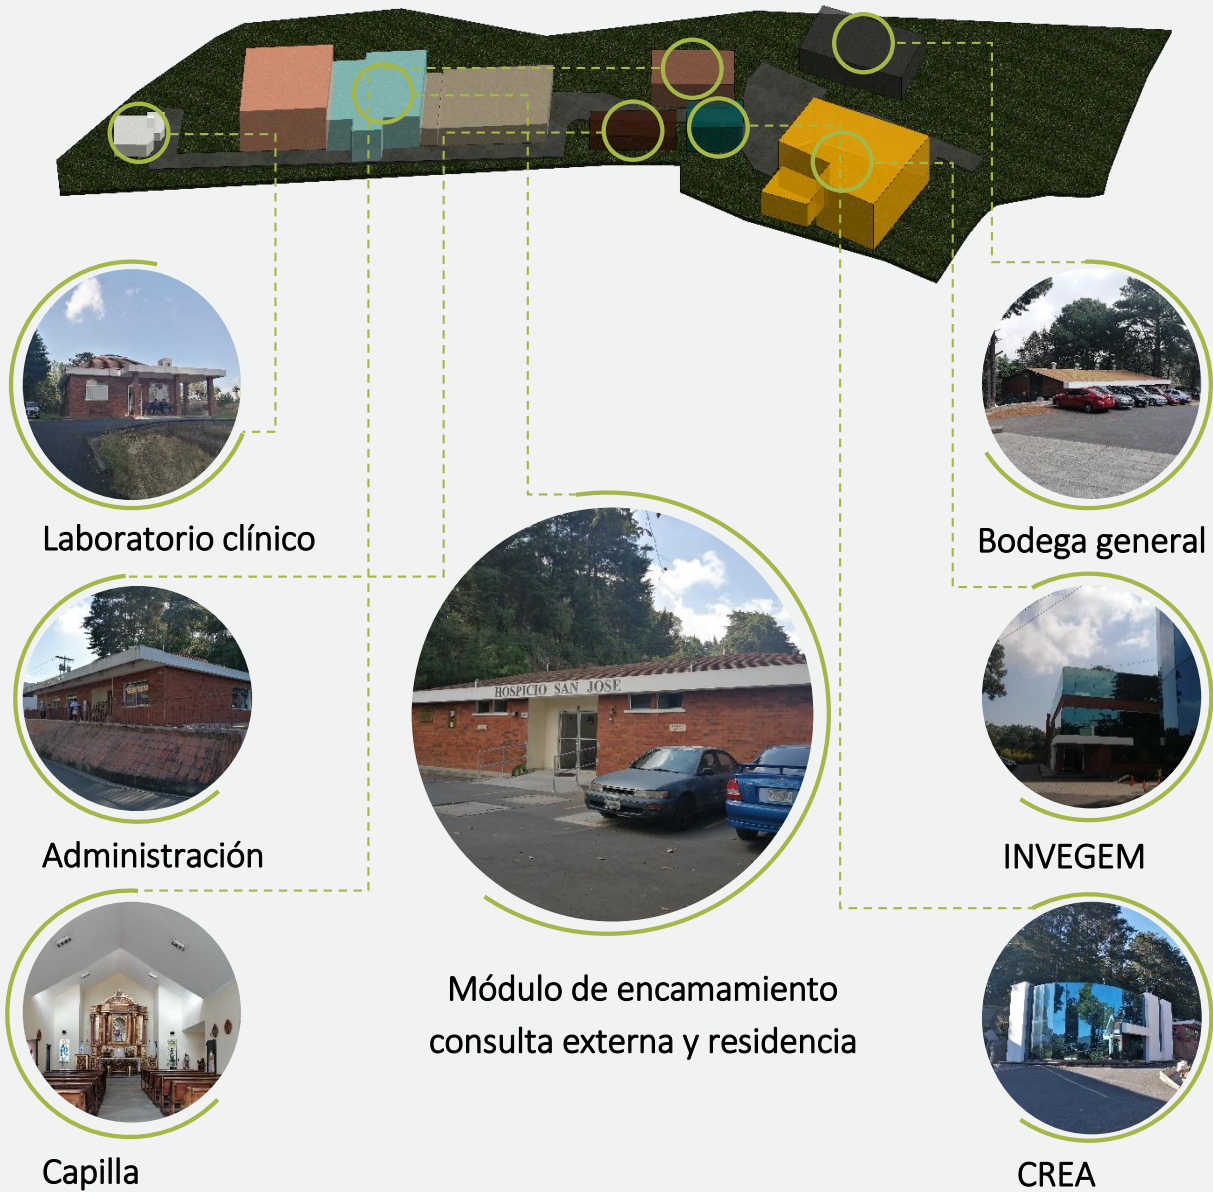 Laboratorio clínico
Bodega general
HOSPICIO SAN JOSE
Administración
INVEGEM
Módulo de encamamiento
consulta externa y residencia
Capilla
CREA